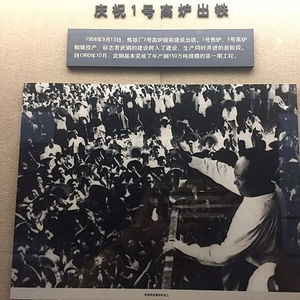 庆祝1号高炉出铁
1958年9月13日，炼铁厂1号高炉提前建成出铁。1号焦炉、1号高炉
相继投产，标志着武钢的建设跨入了建设、生产同时并进的新阶段。
到1960年10月，武钢基本完成了年产钢150万吨规模的第一期工程。